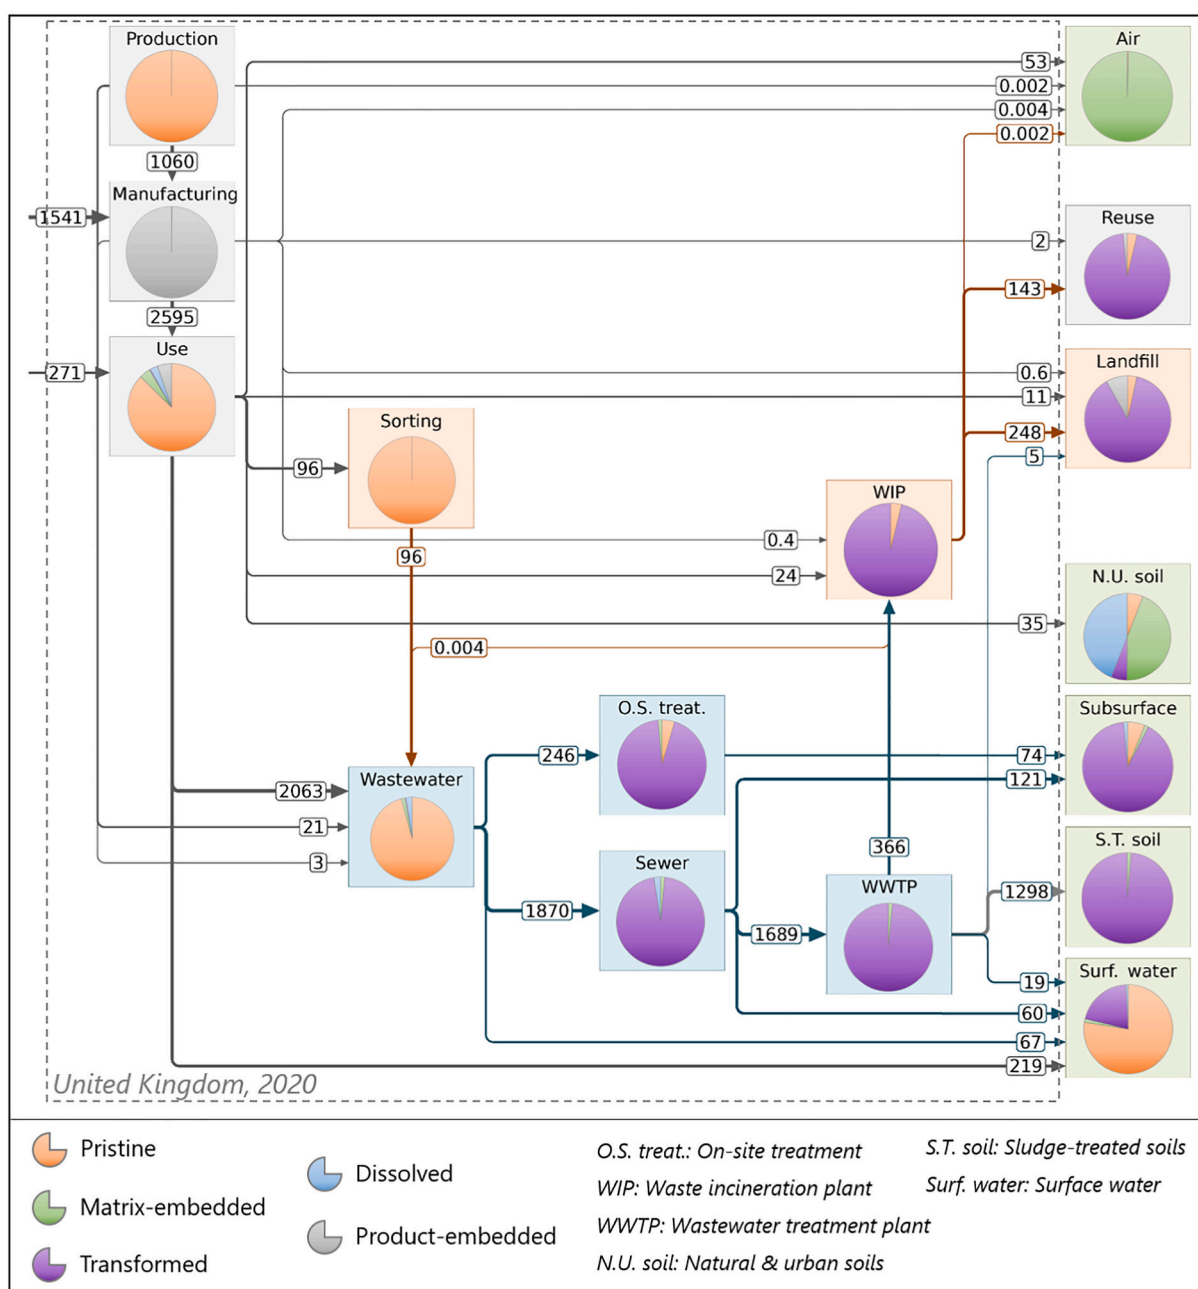 Production
Air
53
0.002
0.004
0.002
1060
Manufacturing
1541
Reuse
2
143
2595
Use
271
Landfill
0.6
11
248
5
Sorting
96
WIP
96
0.4
24
N.U. soil
35
0.004
O.S. treat.
Subsurface
246
74
Wastewater
121
2063
21
3
S.T. soil
366
Sewer
WWTP
1298
1870
1689
Surf. water
19
60
67
219
United Kingdom, 2020
Pristine
Matrix-embedded
Transformed
Dissolved
Product-embedded
O.S. treat.: On-site treatment
WIP: Waste incineration plant
WWTP: Wastewater treatment plant
N.U. soil: Natural & urban soils
S.T. soil: Sludge-treated soils
Surf. water: Surface water